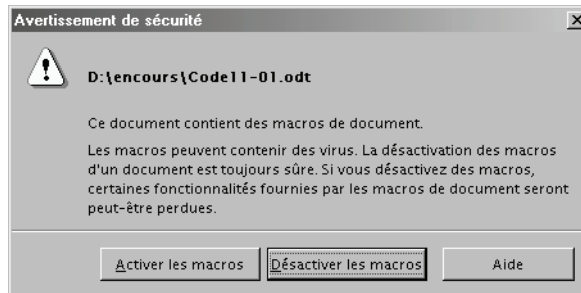 Avertissement de sécurité
D:\encours\Code11-01.odt
Ce document contient des macros de document.
Les macros peuvent contenir des virus. La désactivation des macros
d'un document est toujours sûre. Si vous désactivez des macros,
certaines fonctionnalités fournies par les macros de document seront
peut-être perdues.
Activer les macros Désactiver les macros Aide